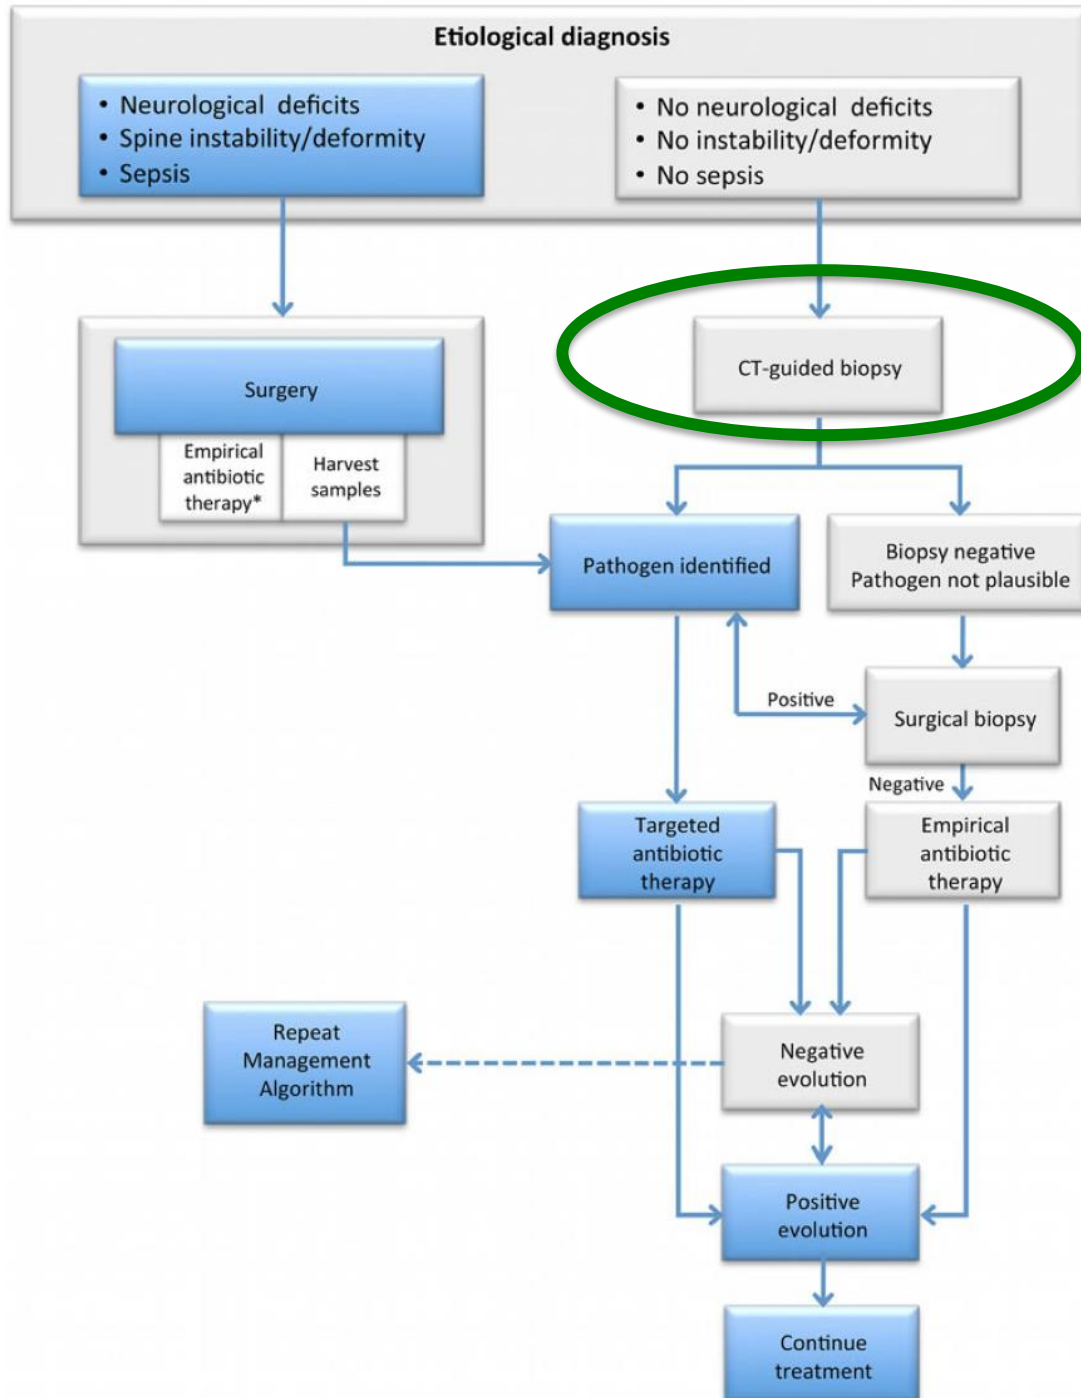 Etiological diagnosis
• Neurological deficits
• Spine instability/deformity
• Sepsis
• No neurological deficits
• No instability/deformity
• No sepsis
Surgery
Empirical
antibiotic
therapy*
Harvest
samples
CT-guided biopsy
Pathogen identified
Biopsy negative
Pathogen not plausible
Positive
Surgical biopsy
Negative
Targeted
antibiotic
therapy
Empirical
antibiotic
therapy
Repeat
Management
Algorithm
Negative
evolution
Positive
evolution
Continue
treatment